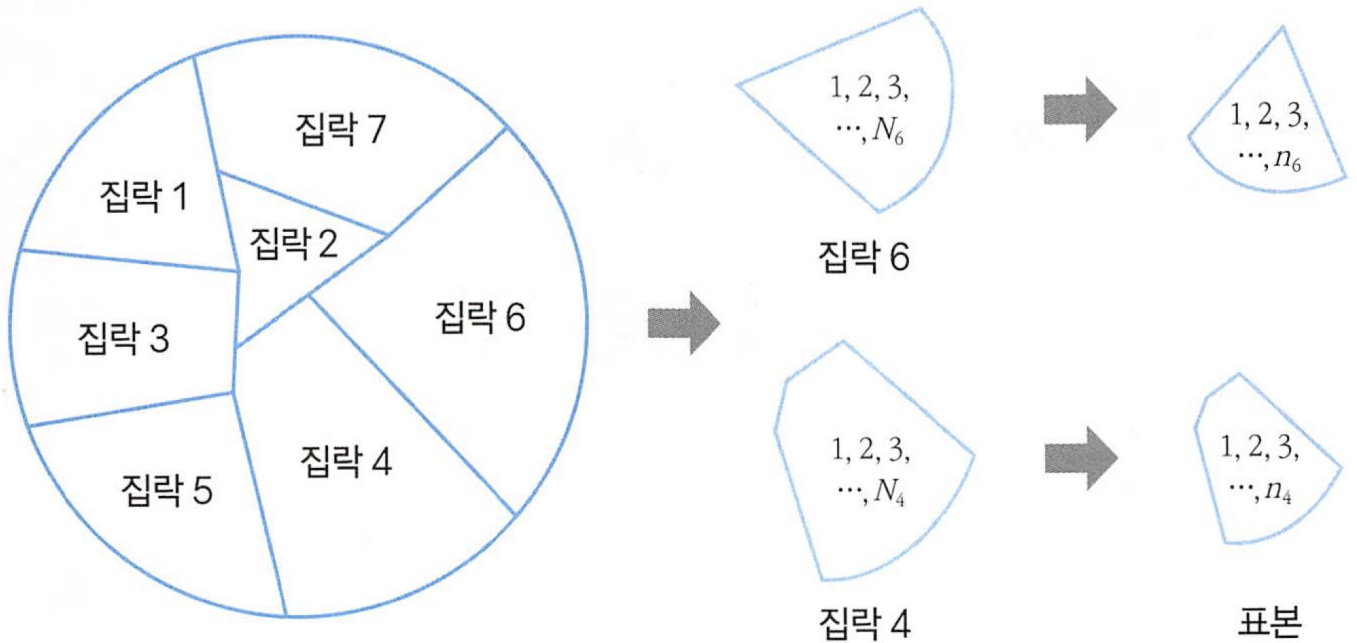 집락 7
집락 1
집락 2
집락 3
집락 6
집락 4
집락 5
1, 2, 3,
…, N₆
집락 6
1, 2, 3,
…, n₆
1, 2, 3,
…, N₄
집락 4
1, 2, 3,
…, n₄
표본